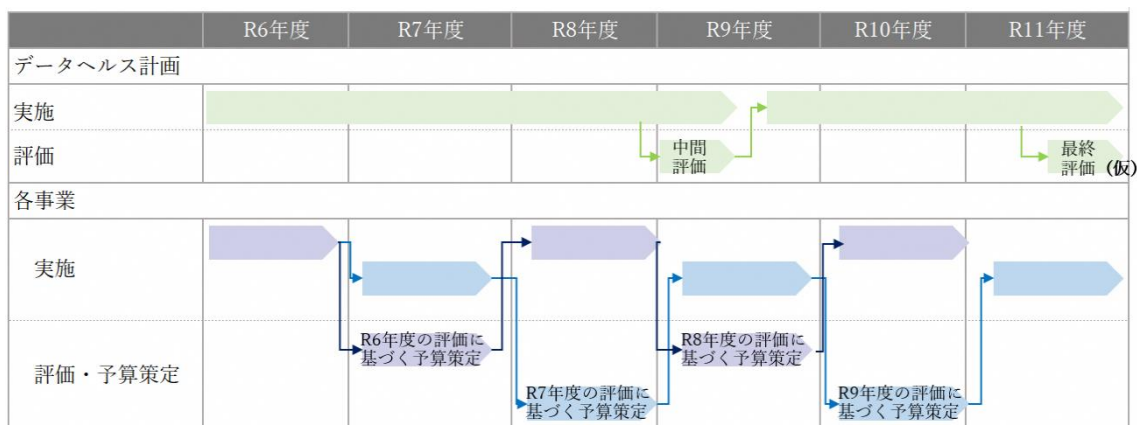 R6年度 R7年度 R8年度 R9年度 R10年度 R11年度
データヘルス計画
実施
評価
中間
評価
最終
評価(仮)
各事業
実施
評価・予算策定
R6年度の評価に
基づく予算策定
R8年度の評価に
基づく予算策定
R7年度の評価に
基づく予算策定
R9年度の評価に
基づく予算策定